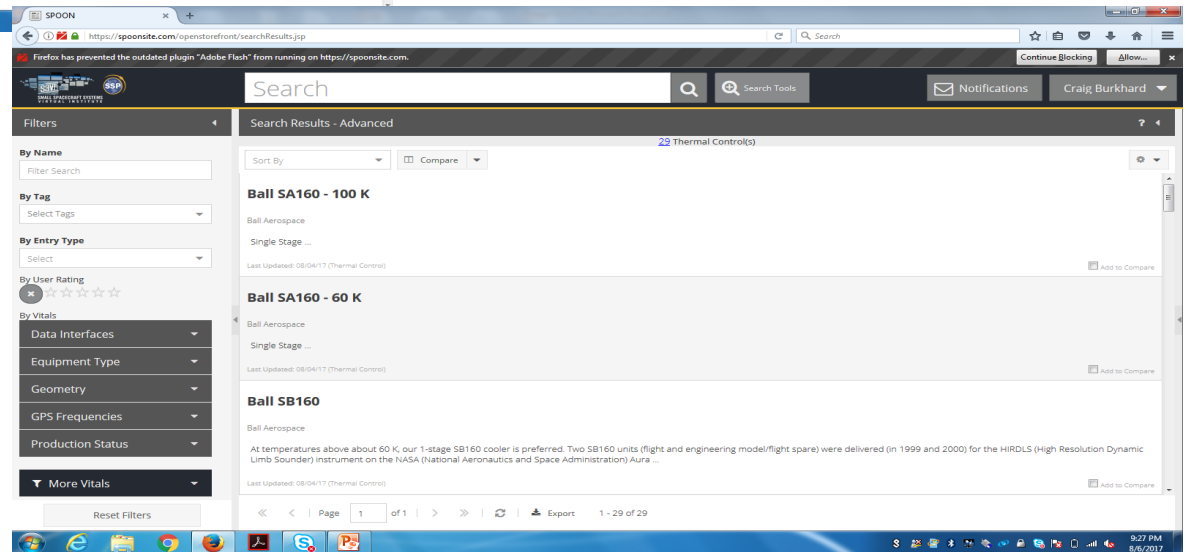 SPOON
https://spoonsite.com/openstorefront/searchResults.jsp
Search
Firefox has prevented the outdated plugin "Adobe Flash" from running on https://spoonsite.com.
Continue Blocking
Allow...
S3VI
SSP
SMALL SPACECRAFT SYSTEMS
VIRTUAL INSTITUTE
Search
Search Tools
Notifications
Craig Burkhard
Filters
Search Results - Advanced
?
29 Thermal Control(s)
By Name
Filter Search
Sort By
Compare
By Tag
Select Tags
By Entry Type
Select
By User Rating
By Vitals
Data Interfaces
Equipment Type
Geometry
GPS Frequencies
Production Status
More Vitals
Reset Filters
Ball SA160 - 100 K
Ball Aerospace
Single Stage ...
Last Updated: 08/04/17 (Thermal Control)
Add to Compare
Ball SA160 - 60 K
Ball Aerospace
Single Stage ...
Last Updated: 08/04/17 (Thermal Control)
Add to Compare
Ball SB160
Ball Aerospace
At temperatures above about 60 K, our 1-stage SB160 cooler is preferred. Two SB160 units (flight and engineering model/flight spare) were delivered (in 1999 and 2000) for the HIRDLS (High Resolution Dynamic
Limb Sounder) instrument on the NASA (National Aeronautics and Space Administration) Aura ...
Last Updated: 08/04/17 (Thermal Control)
Add to Compare
Page 1 of 1
Export
1 - 29 of 29
9:27 PM
8/6/2017